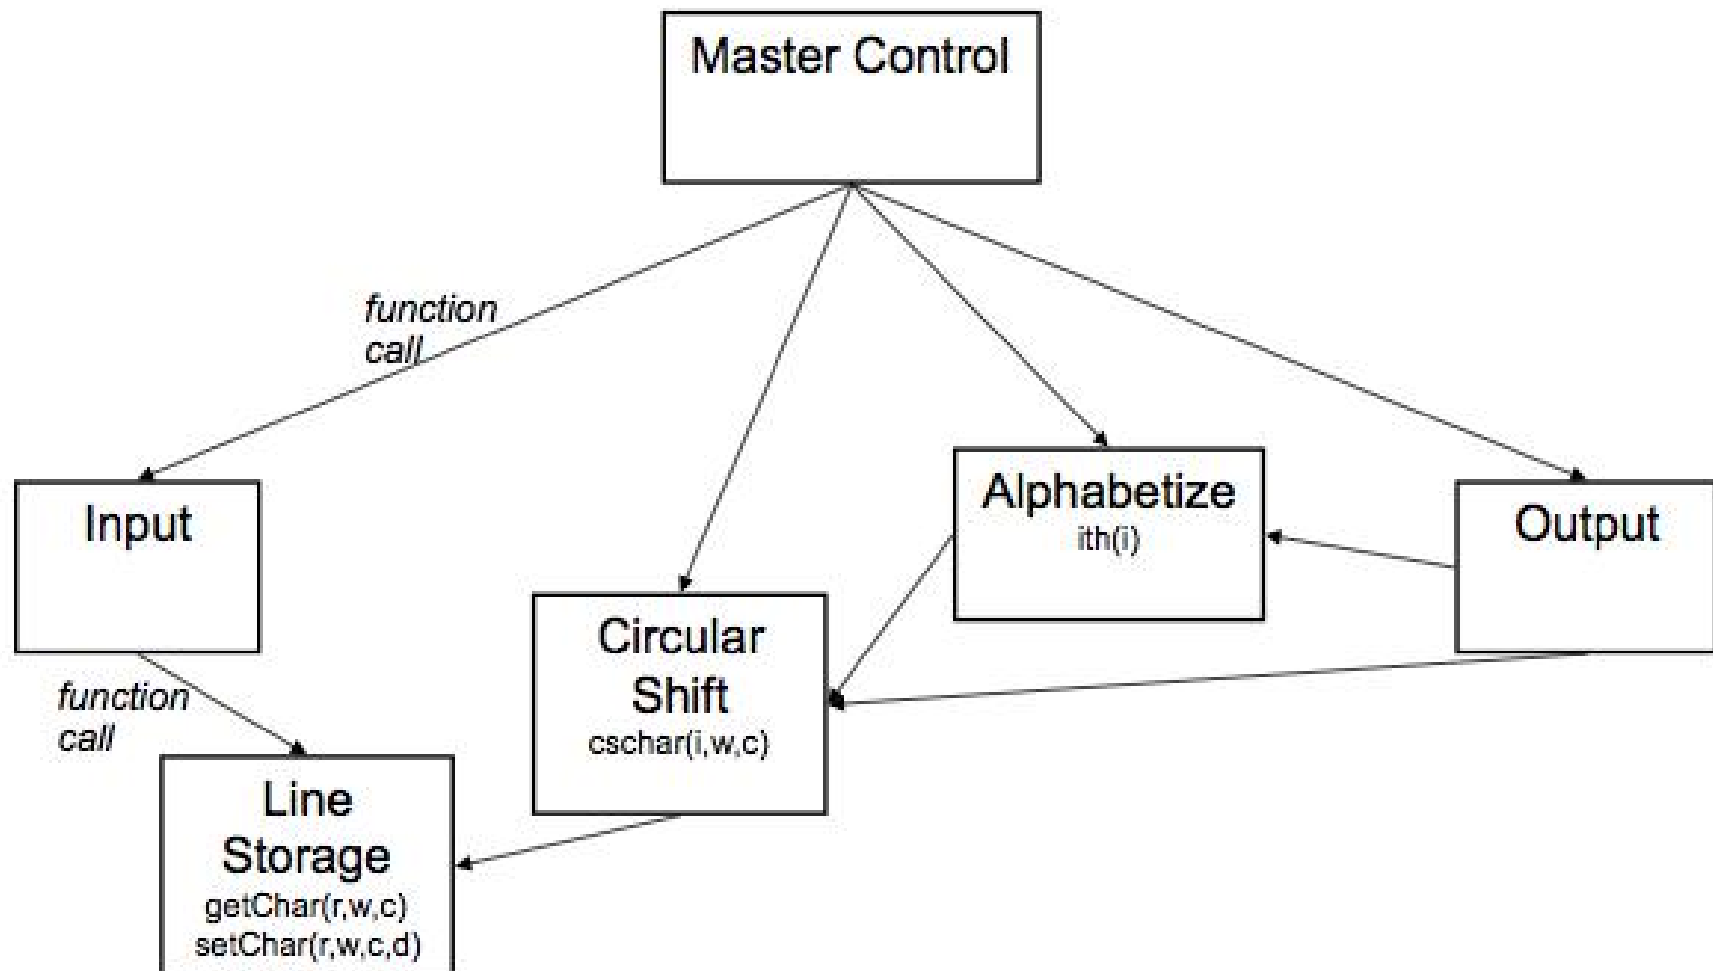 Master Control
function
call
Input
Alphabetize
ith(i)
Output
Circular
Shift
cschar(i,w,c)
function
call
Line
Storage
getChar(r,w,c)
setChar(r,w,c,d)